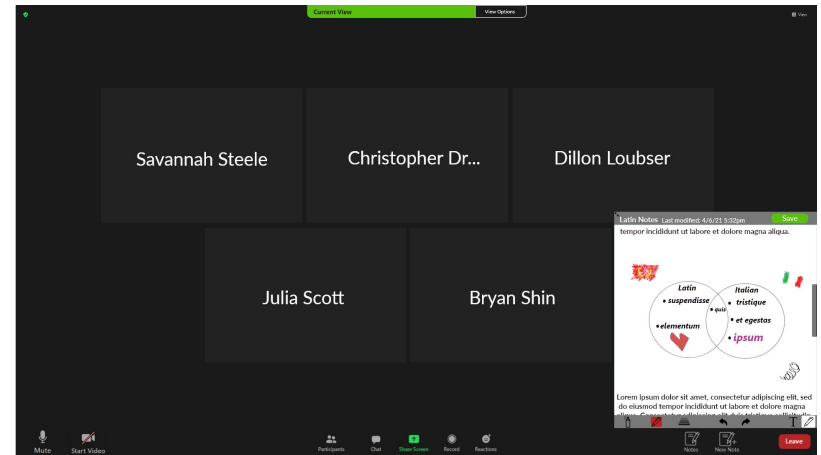 Current View
View Options
View
Savannah Steele
Christopher Dr...
Dillon Loubser
Julia Scott
Bryan Shin
Latin Notes Last modified: 4/6/21 5:32pm
Save
tempor incididunt ut labore et dolore magna aliqua.
Latin
Italian
• suspendisse
• tristique
• quis
• et egestas
• elementum
• ipsum
Lorem ipsum dolor sit amet, consectetur adipiscing elit, sed
do eiusmod tempor incididunt ut labore et dolore magna
T
Mute
Start Video
Participants
Chat
Share Screen
Record
Reactions
Notes
New Note
Leave